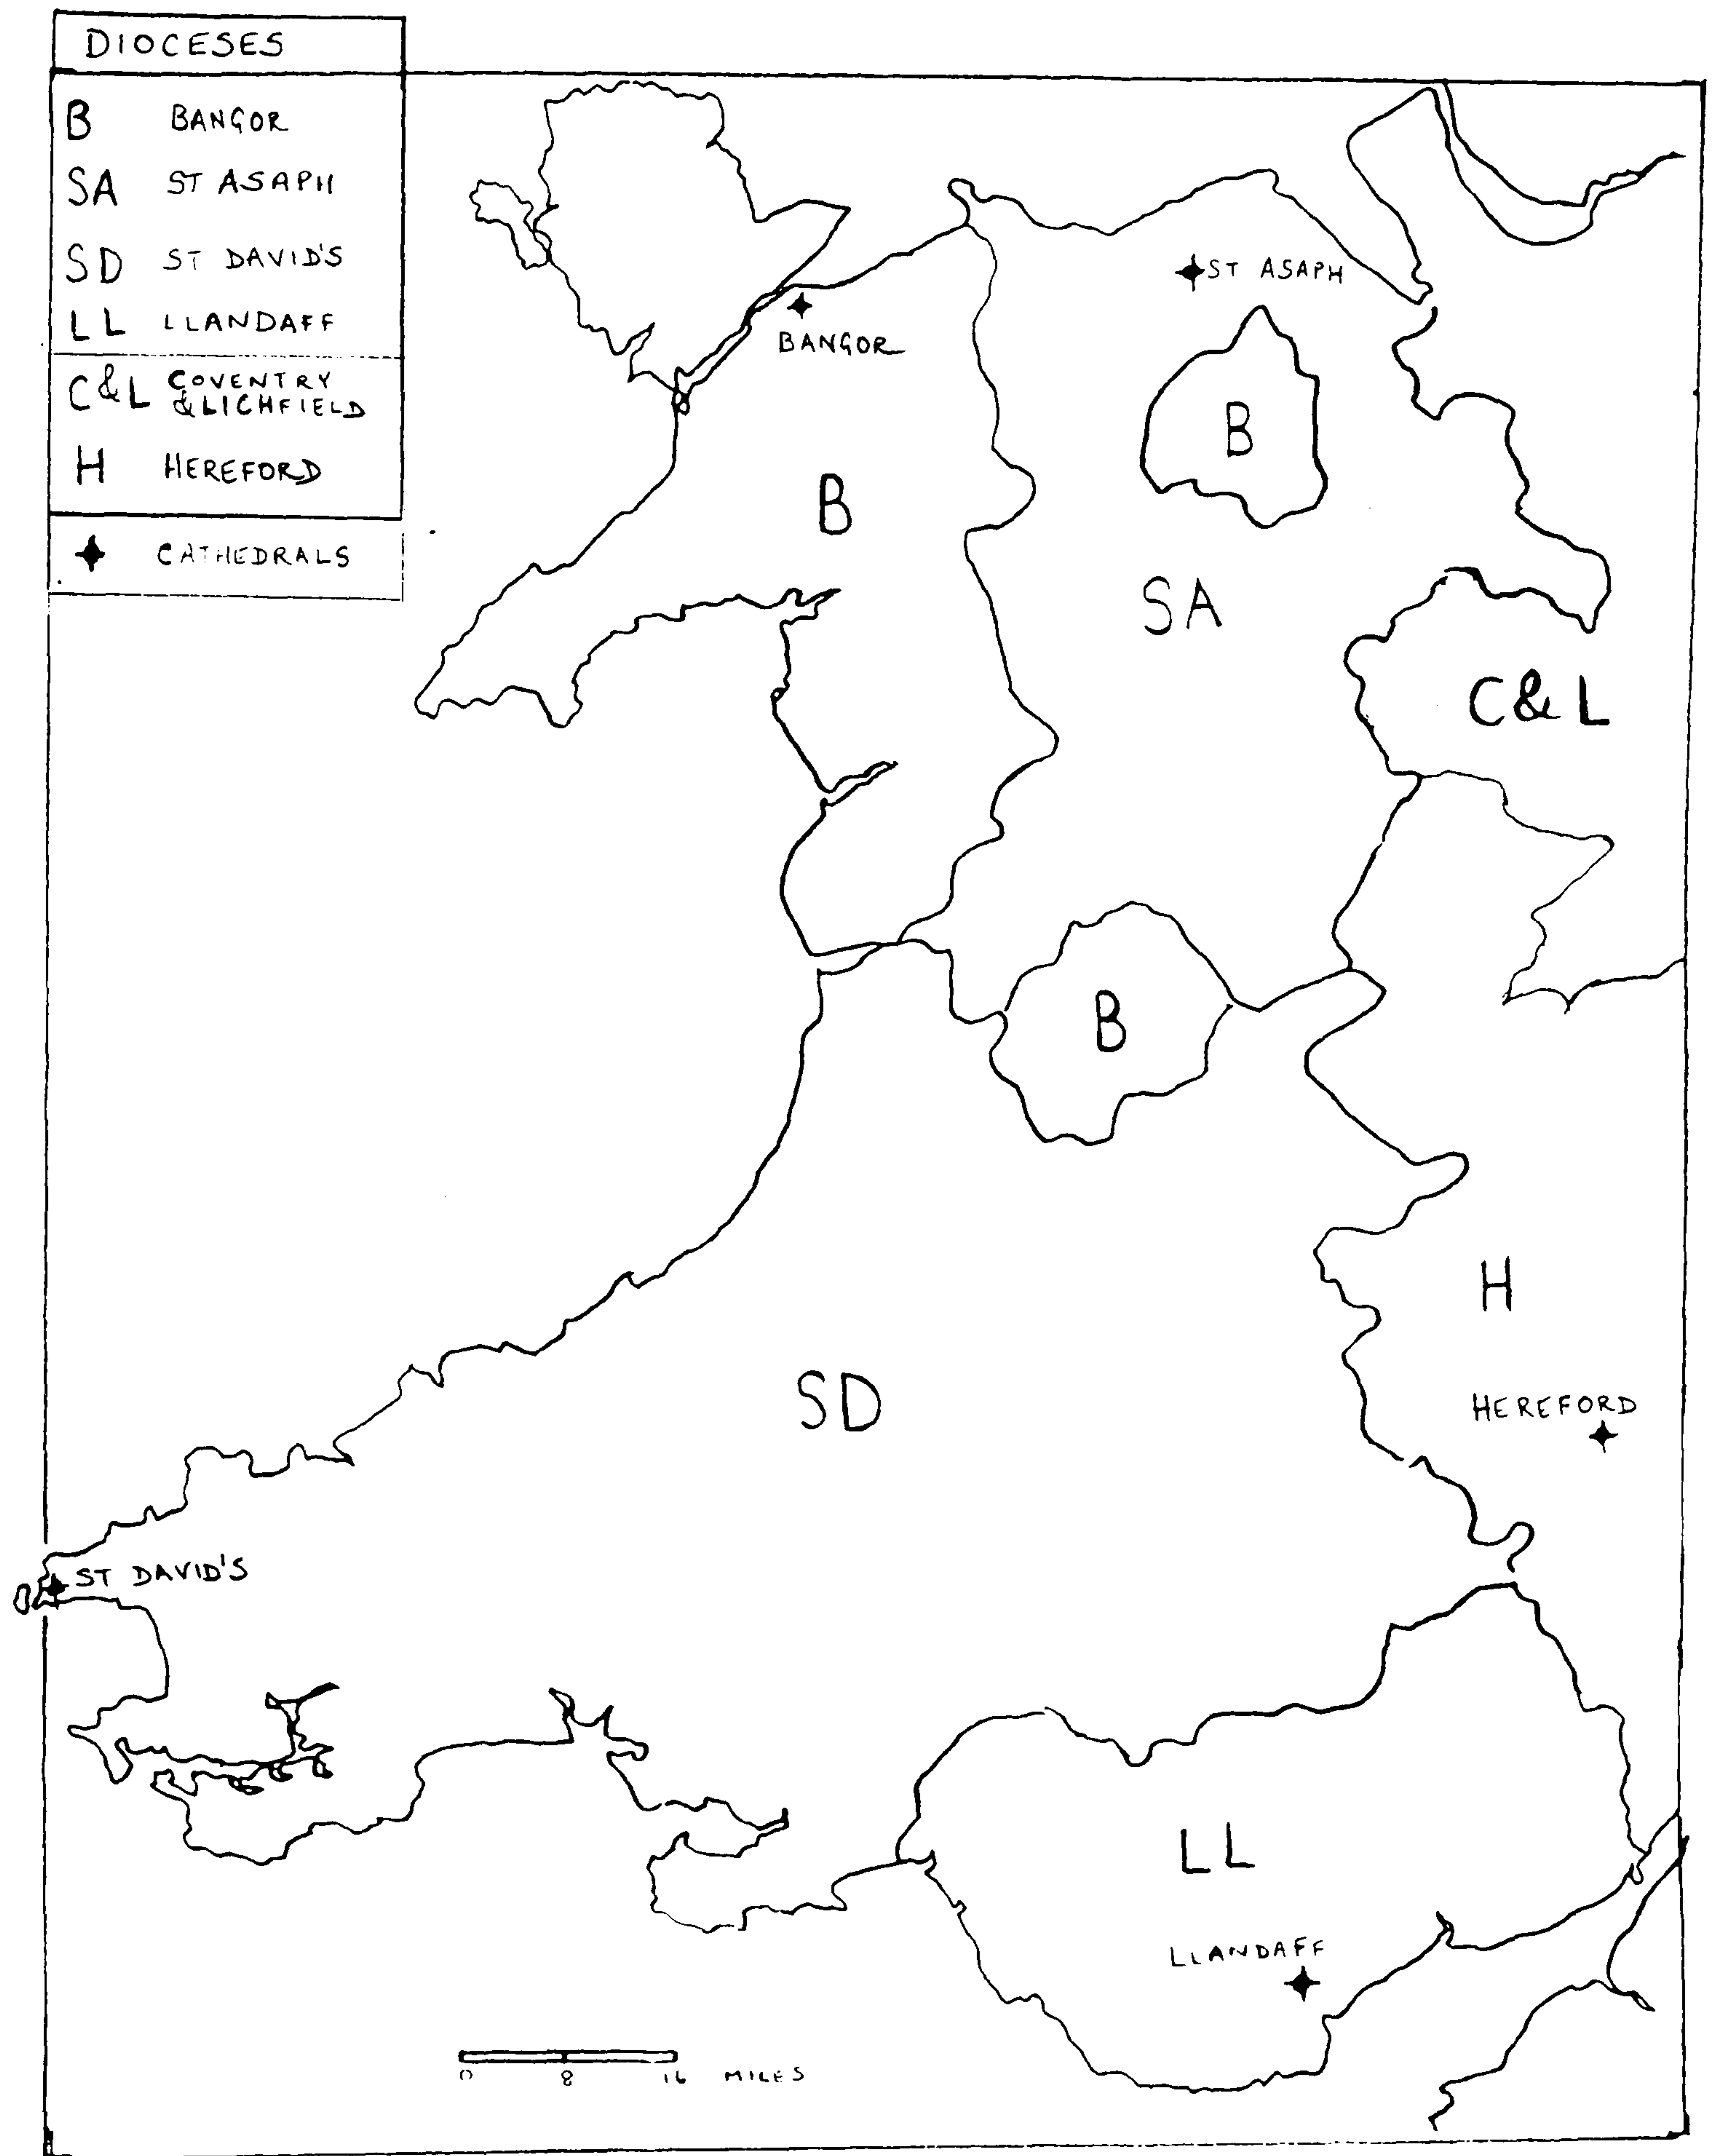 DIOCESES
B BANGOR
SA ST ASAPH
SD ST DAVID'S
LL LLANDAFF
C&L COVENTRY
& LICHFIELD
H HEREFORD
CATHEDRALS
ST ASAPH
BANGOR
B
B
SA
C&L
B
H
SD
HEREFORD
ST DAVID'S
LL
LLANDAFF
0 8 16 MILES